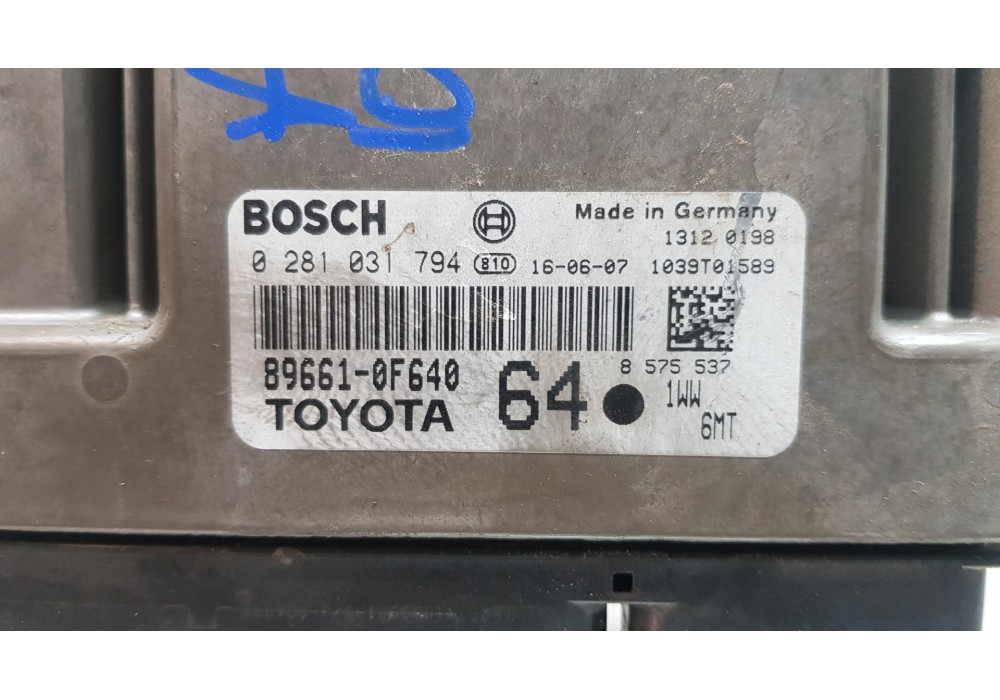 BOSCH Made in Germany
1312 0198
0 281 031 794 810 16-06-07 1039T01589
8 575 537
89661-0F640 64 1WW
TOYOTA 6MT